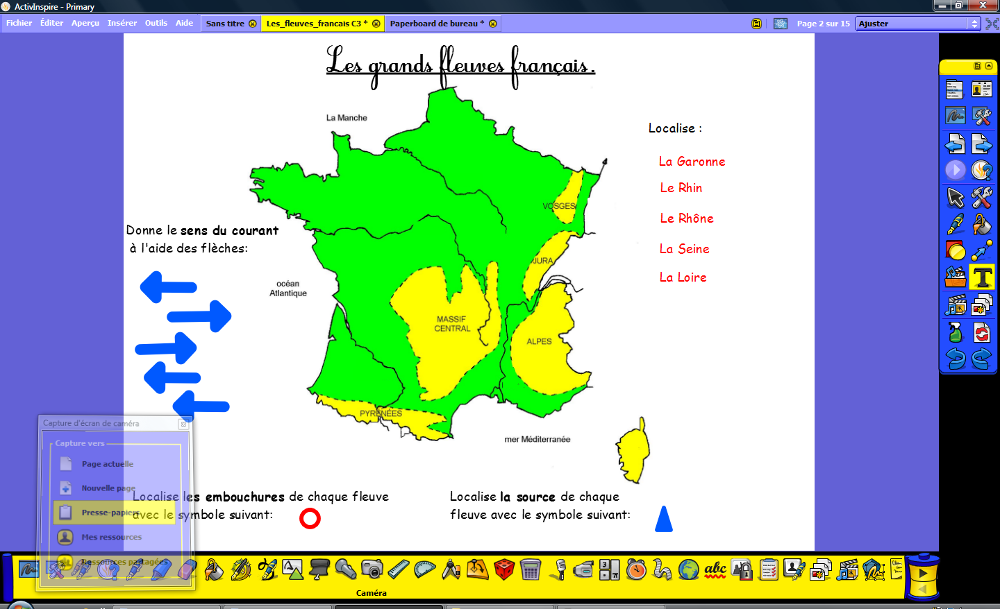 ActivInspire - Primary
Fichier Éditer Aperçu Insérer Outils Aide
Sans titre Les_fleuves_francais C3 * Paperboard de bureau *
Page 2 sur 15 Ajuster
Les grands fleuves français.
La Manche
Localise :
La Garonne
Le Rhin
Le Rhône
La Seine
La Loire
VOSGES
JURA
Donne le sens du courant
à l'aide des flèches:
océan
Atlantique
MASSIF
CENTRAL
ALPES
PYRÉNÉES
mer Méditerranée
Capture d'écran de caméra
Capture vers
Page actuelle
Nouvelle page
Presse-papiers
Mes ressources
Ressources partagées
Localise les embouchures de chaque fleuve
avec le symbole suivant:
Localise la source de chaque
fleuve avec le symbole suivant:
T
abc
Caméra